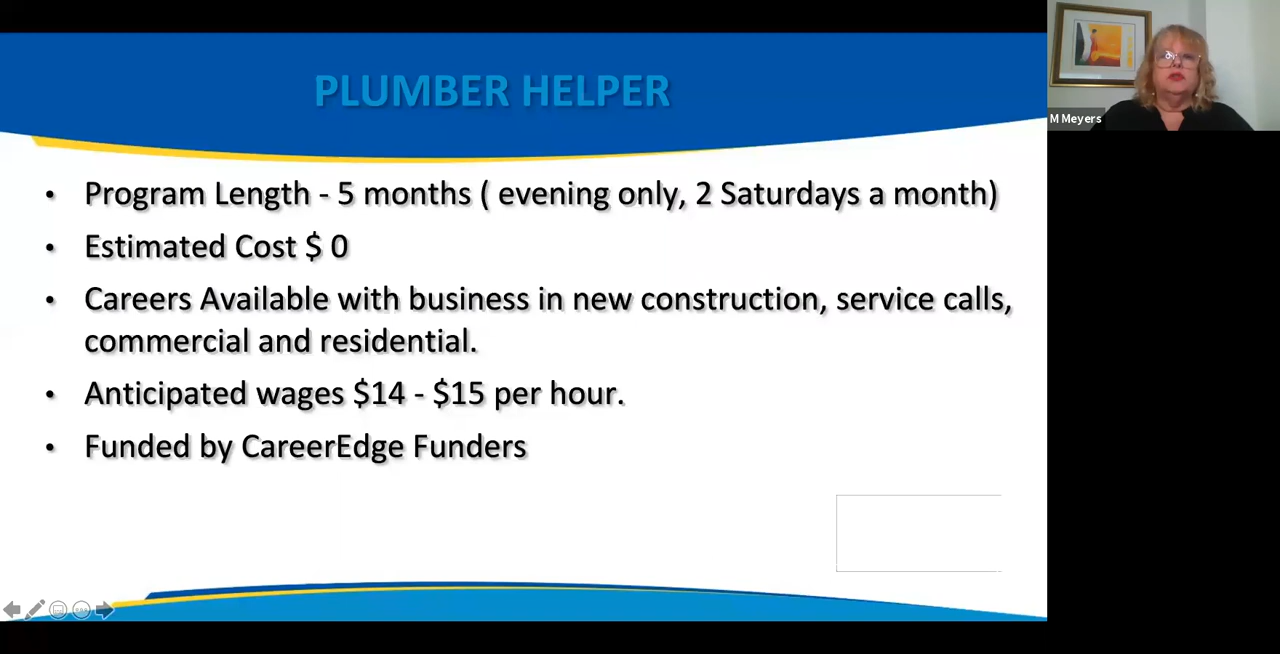 PLUMBER HELPER
M Meyers
• Program Length - 5 months ( evening only, 2 Saturdays a month)
• Estimated Cost $ 0
• Careers Available with business in new construction, service calls,
commercial and residential.
• Anticipated wages $14 - $15 per hour.
• Funded by CareerEdge Funders